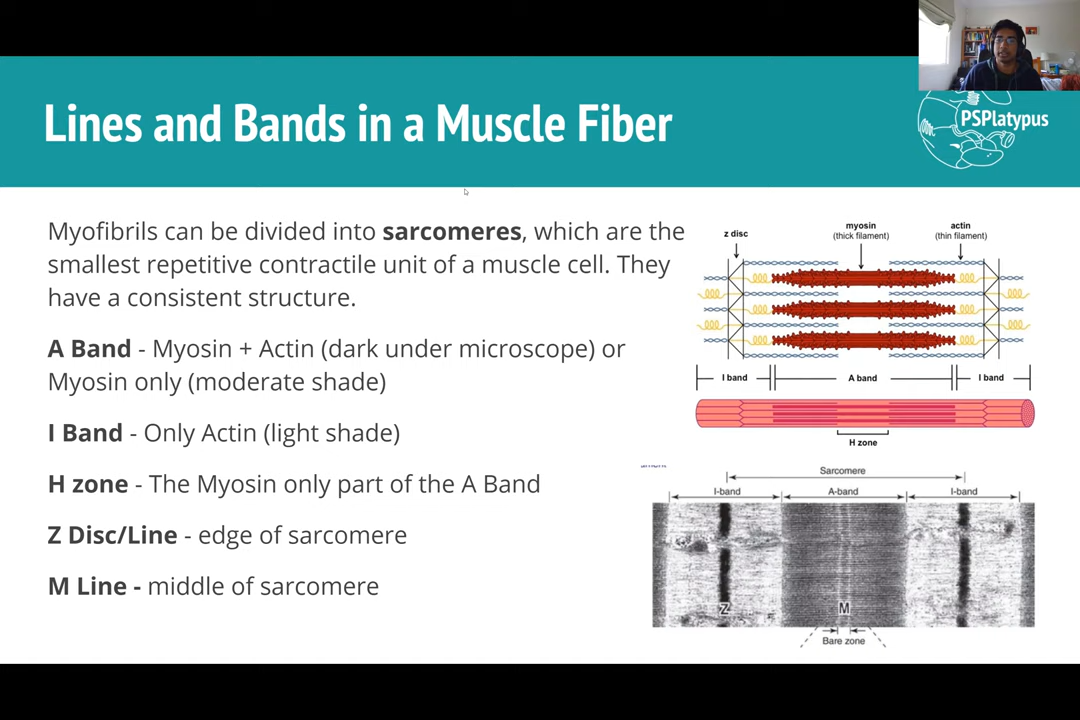 Lines and Bands in a Muscle Fiber
PSPlatypus
Myofibrils can be divided into sarcomeres, which are the
smallest repetitive contractile unit of a muscle cell. They
have a consistent structure.
A Band - Myosin + Actin (dark under microscope) or
Myosin only (moderate shade)
I Band - Only Actin (light shade)
H zone - The Myosin only part of the A Band
Z Disc/Line - edge of sarcomere
M Line - middle of sarcomere
z disc
myosin
(thick filament)
actin
(thin filament)
I band
A band
I band
H zone
Sarcomere
I-band
A-band
I-band
Z
M
Bare zone